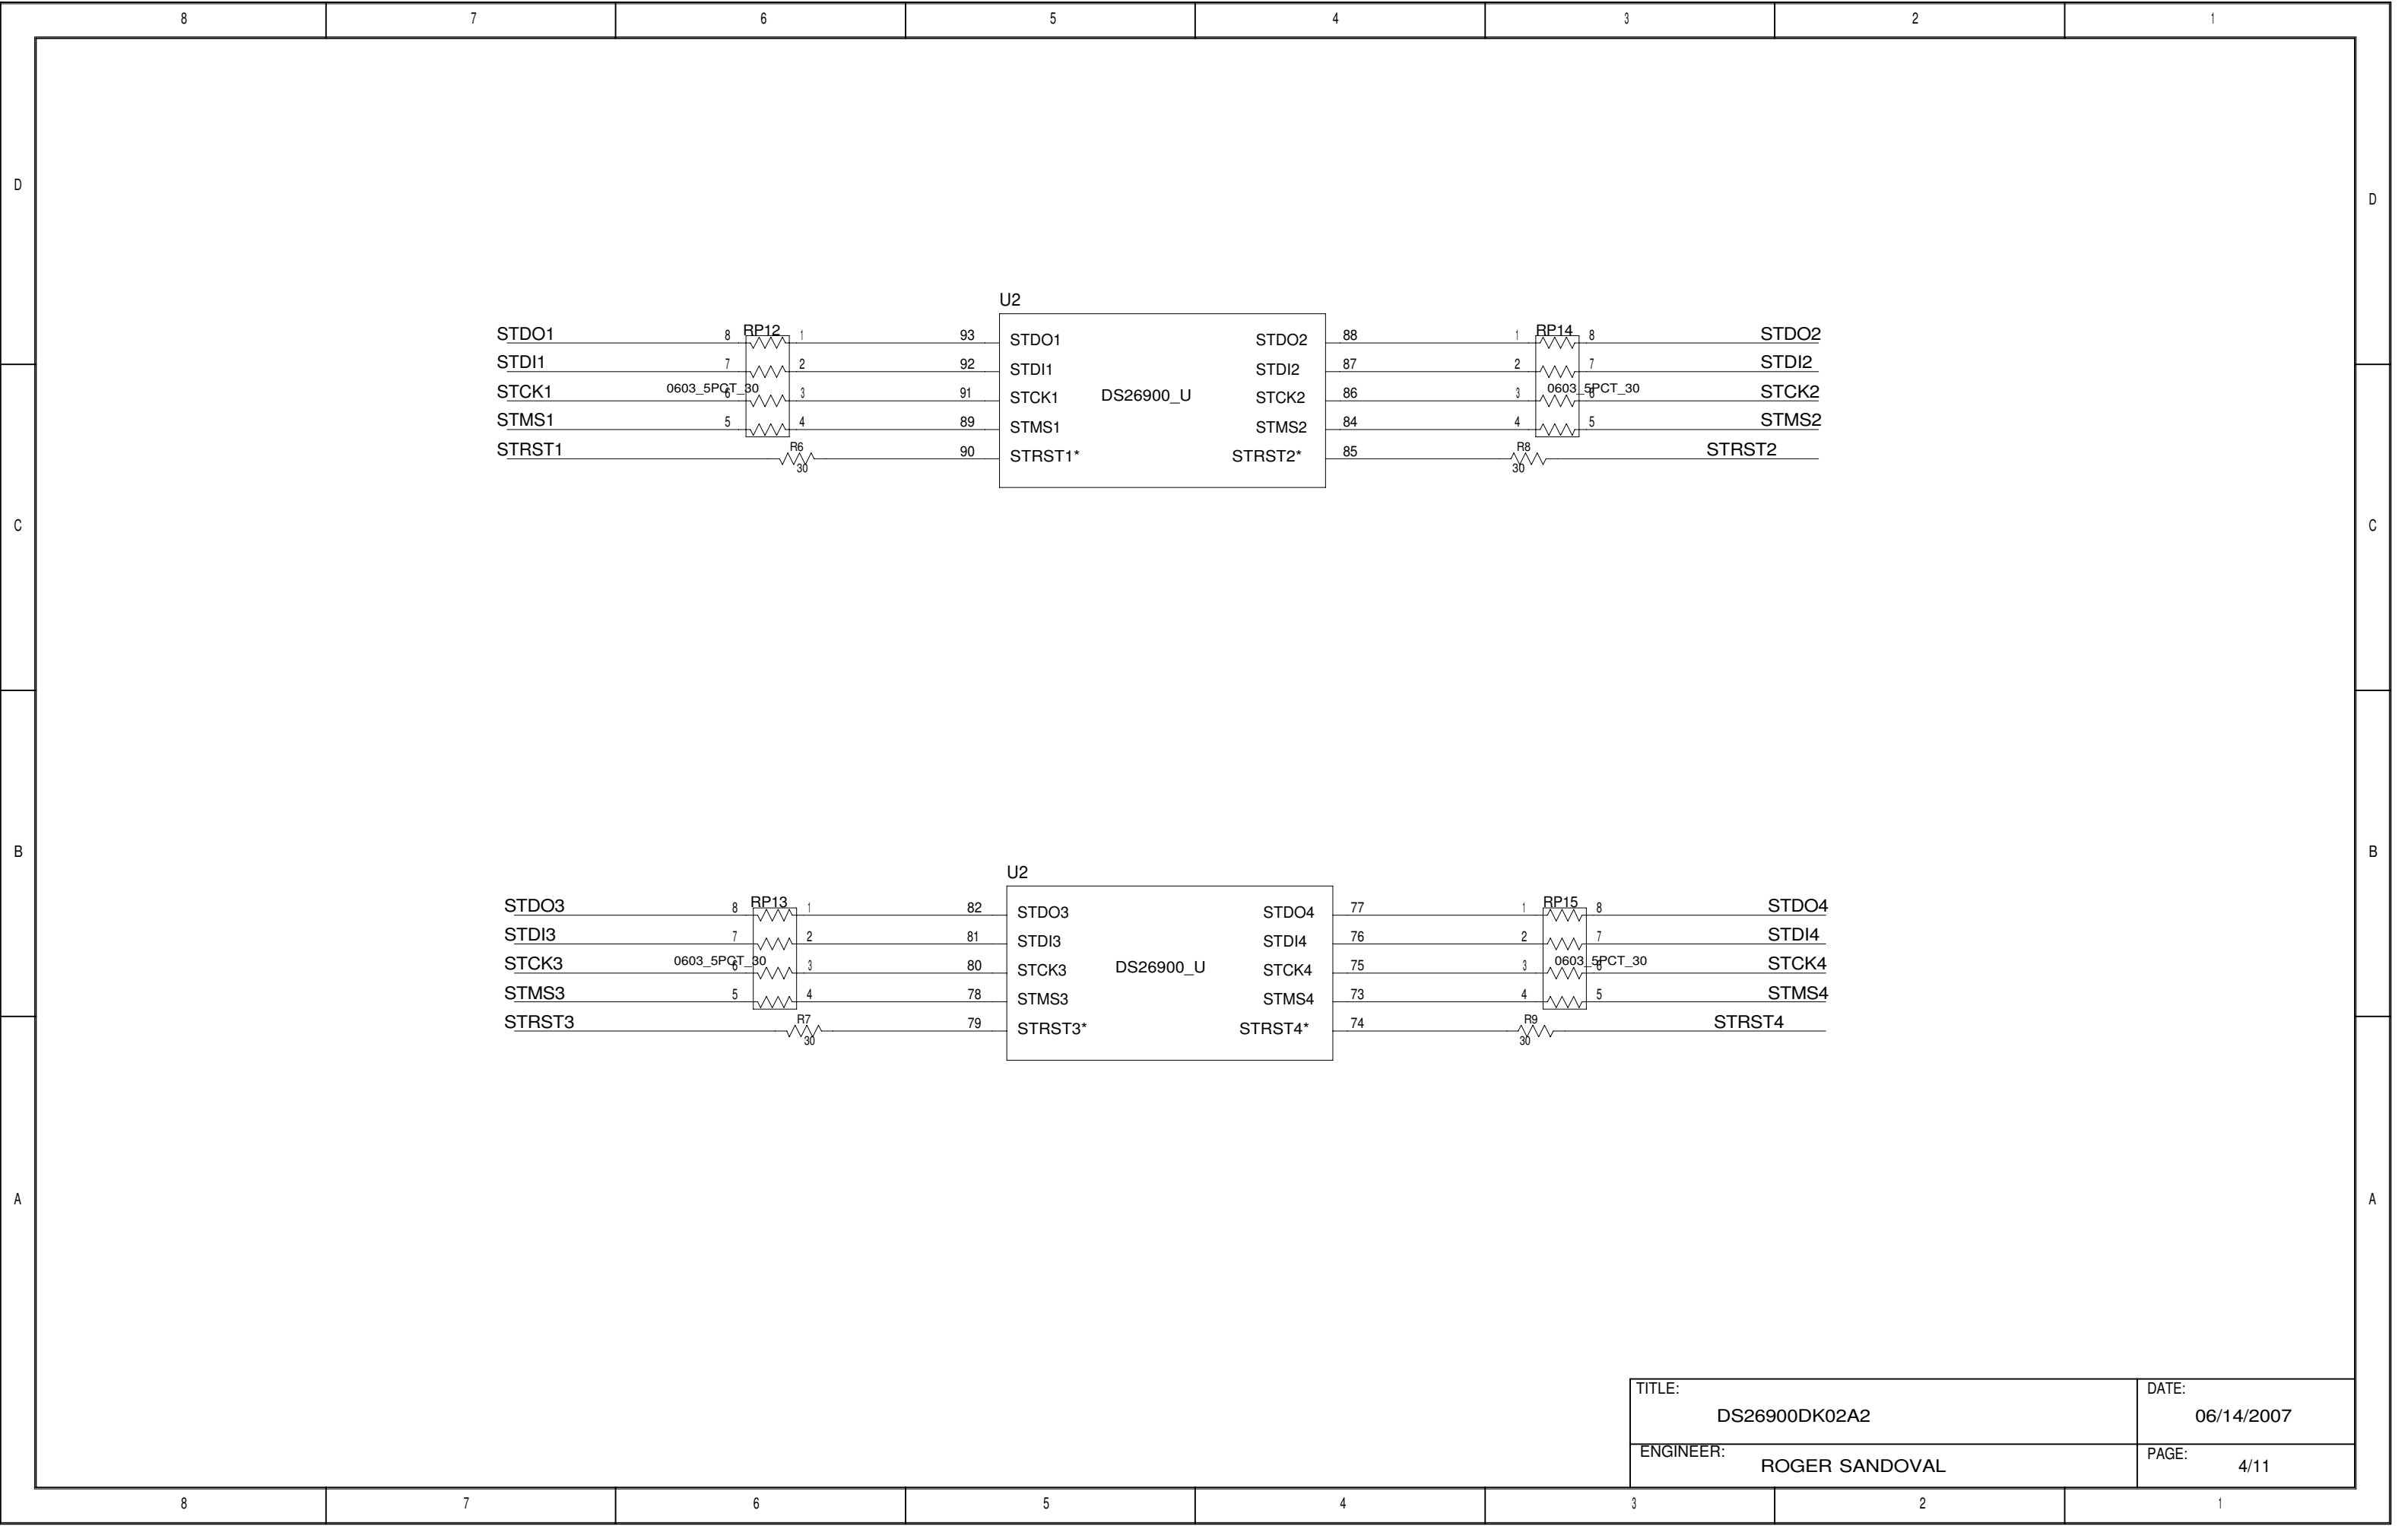 8 7 6 5 4 3 2 1
D D
U2
STDO1 8 RP12 1 93 STDO1 STDO2 88 1 RP14 8 STDO2
STDI1 7 2 92 STDI1 STDI2 87 2 7 STDI2
STCK1 0603_5PCT_30 6 3 91 STCK1 DS26900_U STCK2 86 3 0603_5PCT_30 6 STCK2
STMS1 5 4 89 STMS1 STMS2 84 4 5 STMS2
STRST1 R6 30 90 STRST1* STRST2* 85 R8 30 STRST2
C C
B B
U2
STDO3 8 RP13 1 82 STDO3 STDO4 77 1 RP15 8 STDO4
STDI3 7 2 81 STDI3 STDI4 76 2 7 STDI4
STCK3 0603_5PCT_30 6 3 80 STCK3 DS26900_U STCK4 75 3 0603_5PCT_30 6 STCK4
STMS3 5 4 78 STMS3 STMS4 73 4 5 STMS4
STRST3 R7 30 79 STRST3* STRST4* 74 R9 30 STRST4
A A
TITLE: DATE:
DS26900DK02A2 06/14/2007
ENGINEER: PAGE:
ROGER SANDOVAL 4/11
8 7 6 5 4 3 2 1